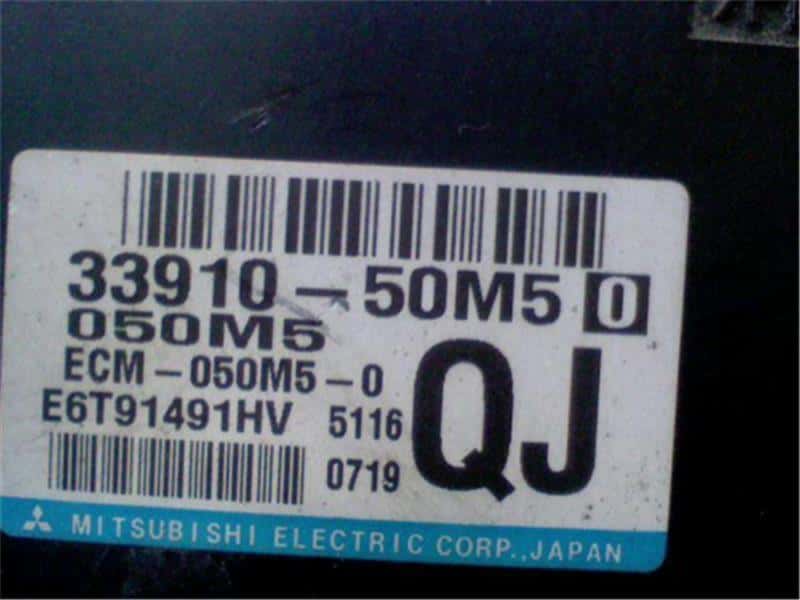 33910-50M5 0
050M5
ECM-050M5-0
QJ
E6T91491HV 5116
0719
MITSUBISHI ELECTRIC CORP.,JAPAN